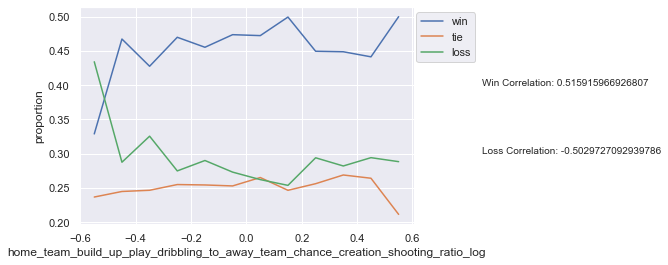 0.50
0.45
0.40
0.35
0.30
0.25
0.20
proportion
−0.6 −0.4 −0.2 0.0 0.2 0.4 0.6
home_team_build_up_play_dribbling_to_away_team_chance_creation_shooting_ratio_log
win
tie
loss
Win Correlation: 0.515915966926807
Loss Correlation: -0.5029727092939786